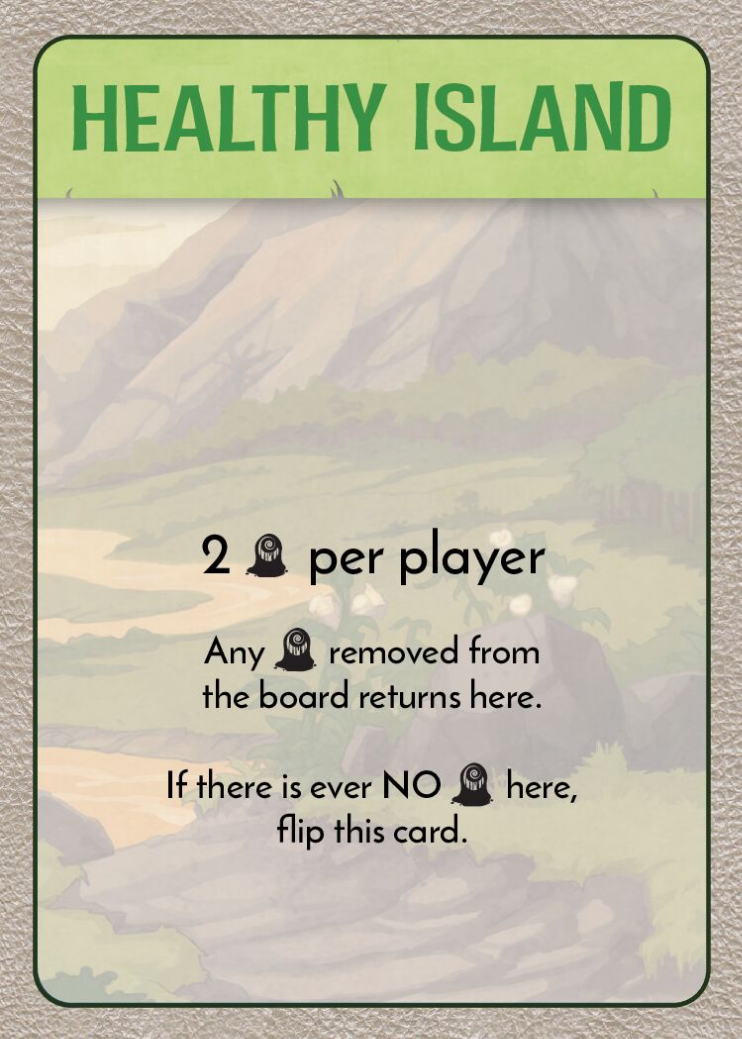 HEALTHY ISLAND
2 per player
Any removed from
the board returns here.
If there is ever NO here,
flip this card.